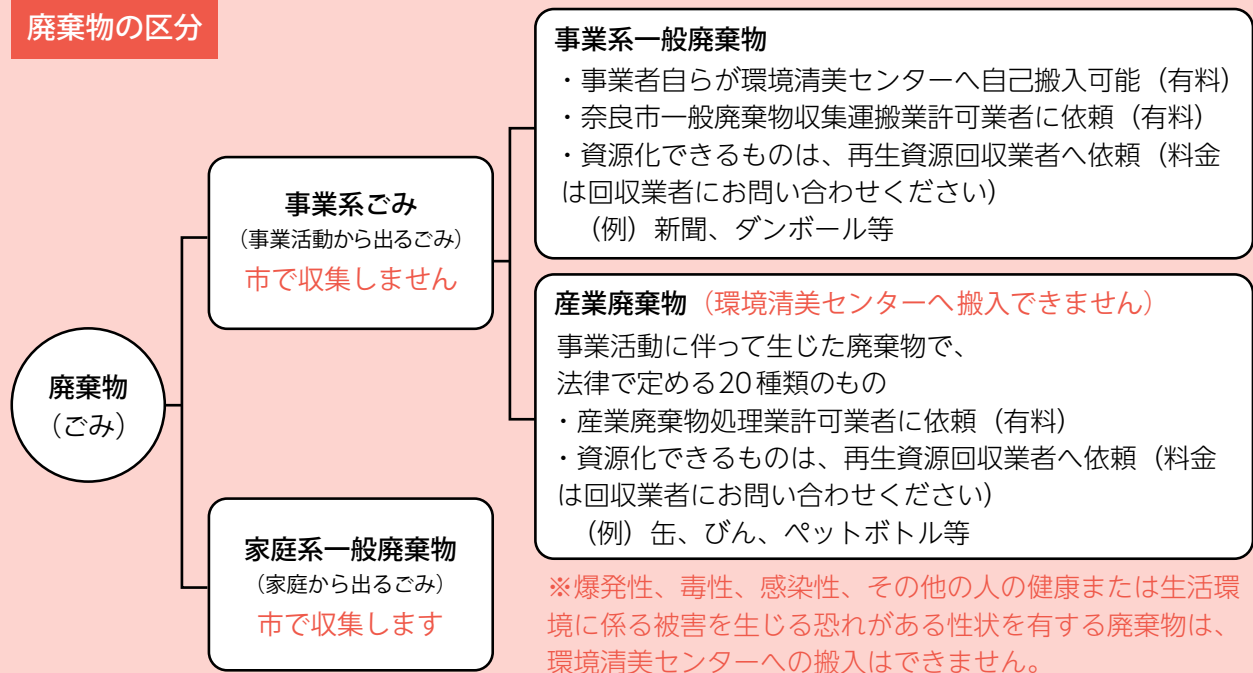 廃棄物の区分
廃棄物
（ごみ）
事業系ごみ
（事業活動から出るごみ）
市で収集しません
家庭系一般廃棄物
（家庭から出るごみ）
市で収集します
事業系一般廃棄物
・事業者自らが環境清美センターへ自己搬入可能（有料）
・奈良市一般廃棄物収集運搬業許可業者に依頼（有料）
・資源化できるものは、再生資源回収業者へ依頼（料金
は回収業者にお問い合わせください）
（例）新聞、ダンボール等
産業廃棄物（環境清美センターへ搬入できません）
事業活動に伴って生じた廃棄物で、
法律で定める20種類のもの
・産業廃棄物処理業許可業者に依頼（有料）
・資源化できるものは、再生資源回収業者へ依頼（料金
は回収業者にお問い合わせください）
（例）缶、びん、ペットボトル等
※爆発性、毒性、感染性、その他の人の健康または生活環
境に係る被害を生じる恐れがある性状を有する廃棄物は、
環境清美センターへの搬入はできません。